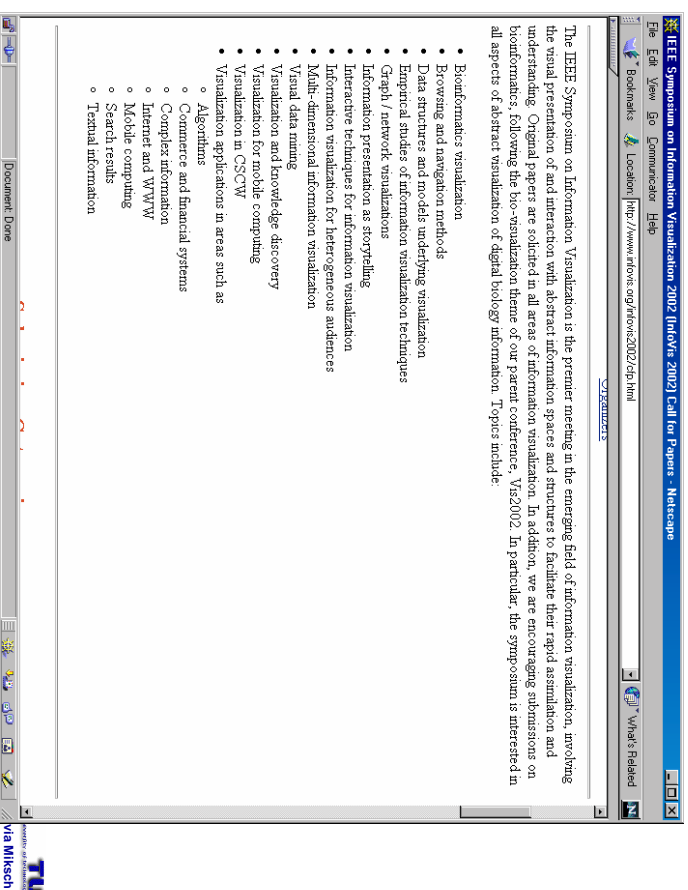 IEEE Symposium on Information Visualization 2002 (InfoVis 2002) Call for Papers - Netscape
File Edit View Go Communicator Help
Bookmarks Location: http://www.infovis.org/infovis2002/cfp.html What's Related
Organizers
The IEEE Symposium on Information Visualization is the premier meeting in the emerging field of information visualization, involving
the visual presentation of and interaction with abstract information spaces and structures to facilitate their rapid assimilation and
understanding. Original papers are solicited in all areas of information visualization. In addition, we are encouraging submissions on
bioinformatics, following the bio-visualization theme of our parent conference, Vis2002. In particular, the symposium is interested in
all aspects of abstract visualization of digital biology information. Topics include:
• Bioinformatics visualization
• Browsing and navigation methods
• Data structures and models underlying visualization
• Empirical studies of information visualization techniques
• Graph / network visualizations
• Information presentation as storytelling
• Interactive techniques for information visualization
• Information visualization for heterogeneous audiences
• Multi-dimensional information visualization
• Visual data mining
• Visualization and knowledge discovery
• Visualization for mobile computing
• Visualization in CSCW
• Visualization applications in areas such as
○ Algorithms
○ Commerce and financial systems
○ Complex information
○ Internet and WWW
○ Mobile computing
○ Search results
○ Textual information
Document: Done
TU
via Miksch